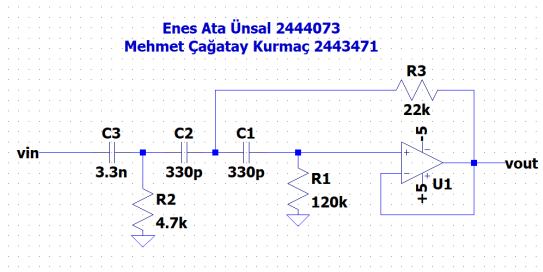 Enes Ata Ünsal 2444073
Mehmet Çağatay Kurmaç 2443471
R3
22k
-5
C3
C2
C1
vin
3.3n
330p
330p
+
-
-
+
U1
vout
+5
R2
4.7k
R1
120k